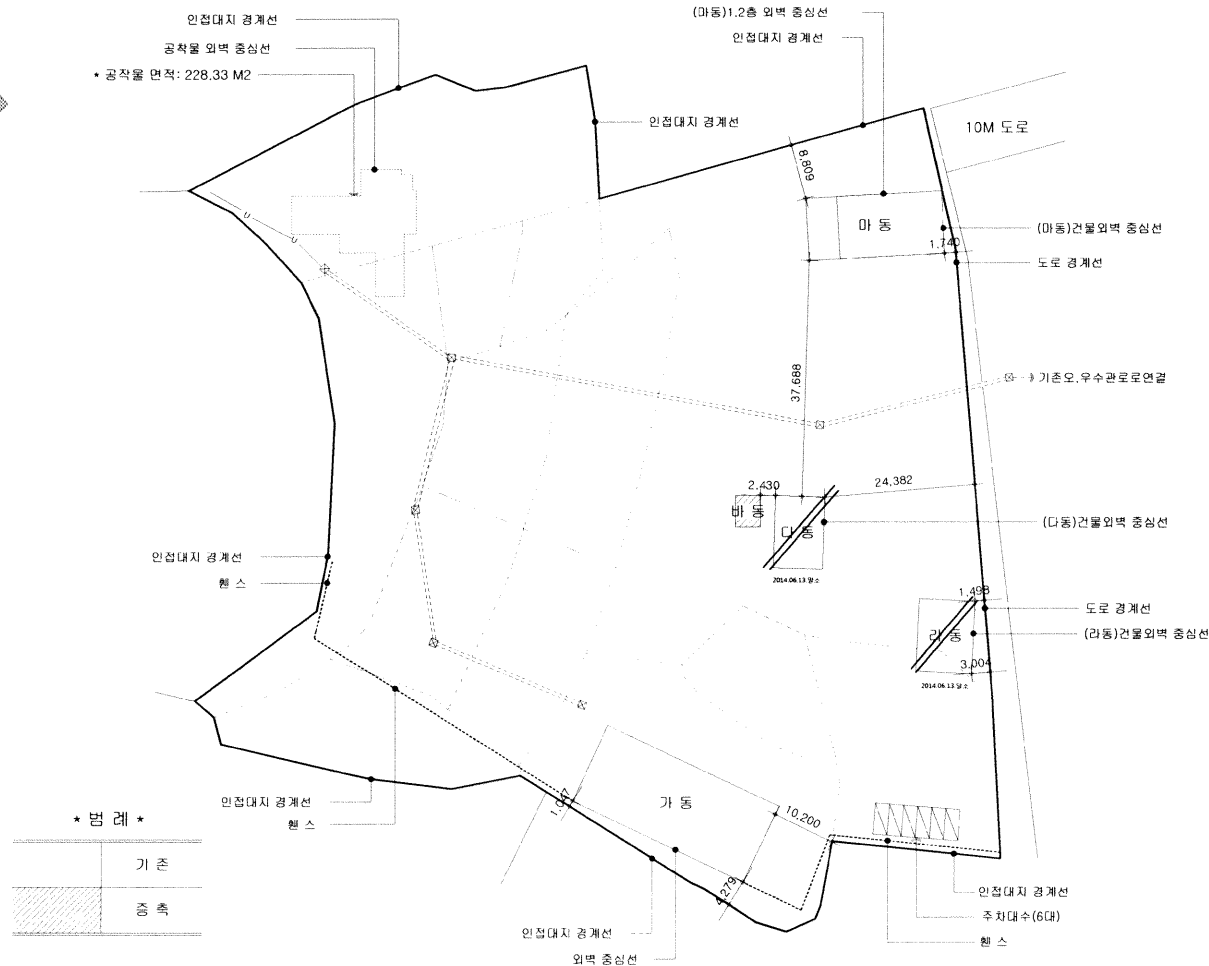 인접대지 경계선
공작물 외벽 중심선
* 공작물 면적: 228.33 M2
(마동)1,2층 외벽 중심선
인접대지 경계선
인접대지 경계선
10M 도로
8,809
마 동
(마동)건물외벽 중심선
1,740
도로 경계선
37,688
기존오,우수관로로연결
2,430
24,382
바 동
다 동
(다동)건물외벽 중심선
2014.06.13 말소
인접대지 경계선
휀 스
1,498
도로 경계선
라 동
(라동)건물외벽 중심선
3,004
2014.06.13 말소
인접대지 경계선
휀 스
1,047
가 동
10,200
4,279
* 범 례 *
기 존
증 축
인접대지 경계선
주차대수(6대)
휀 스
인접대지 경계선
외벽 중심선